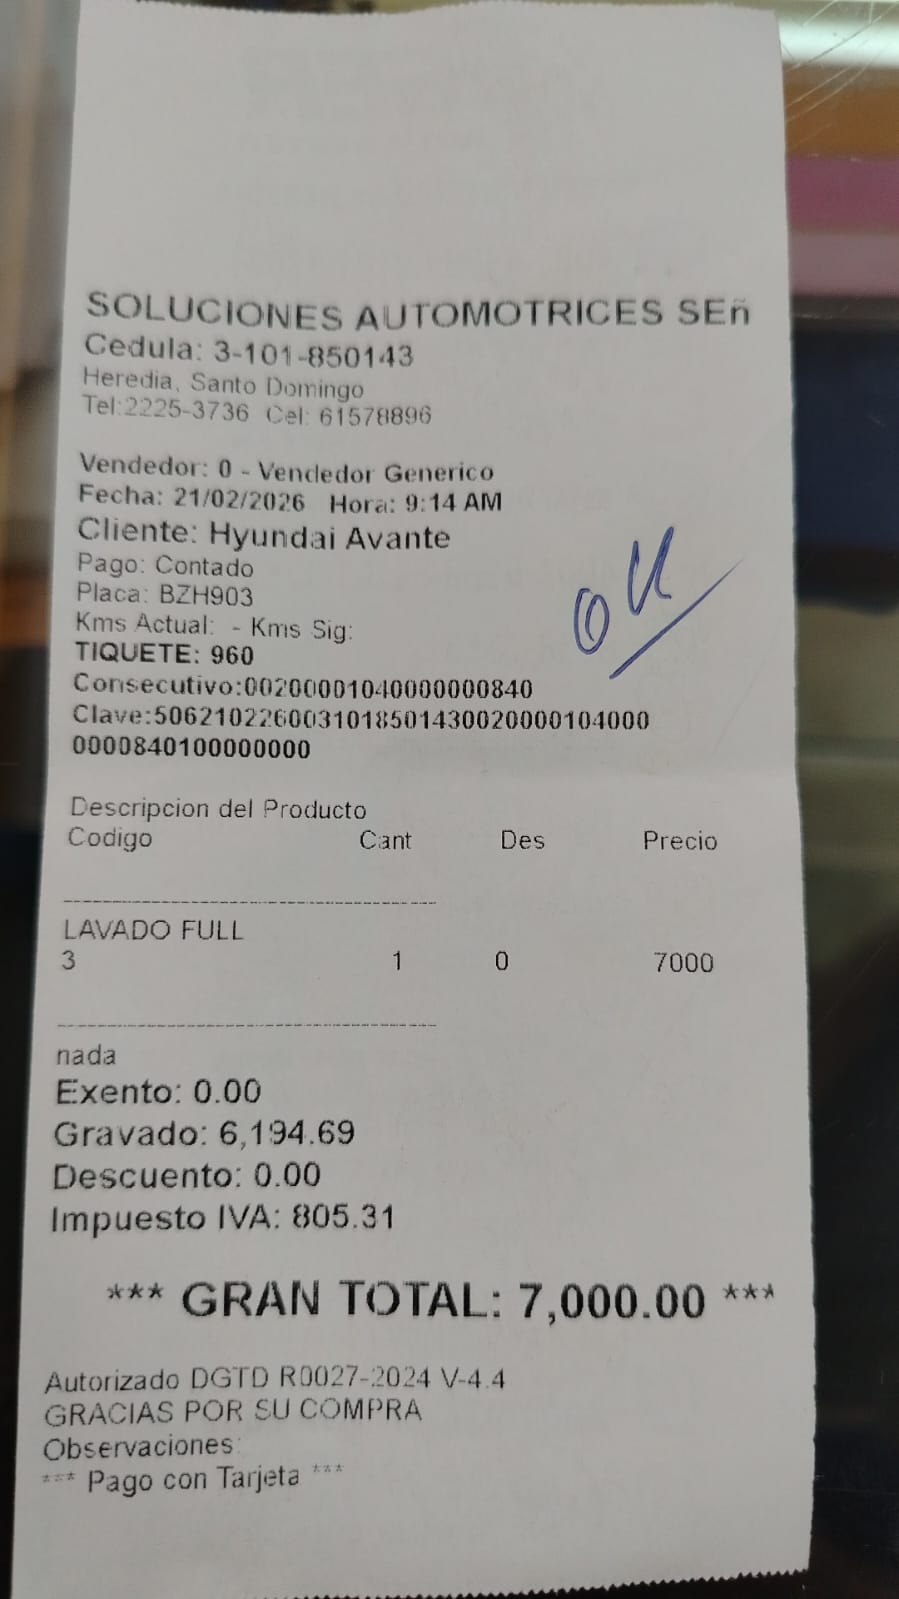 SOLUCIONES AUTOMOTRICES SEñ
Cedula: 3-101-850143
Heredia, Santo Domingo
Tel:2225-3736 Cel: 61578896
Vendedor: 0 - Vendedor Generico
Fecha: 21/02/2026 Hora: 9:14 AM
Cliente: Hyundai Avante
Pago: Contado
Placa: BZH903
Kms Actual: - Kms Sig:
OK
TIQUETE: 960
Consecutivo:00200001040000000840
Clave:5062102260031018501430020000104000
0000840100000000
Descripcion del Producto
Codigo Cant Des Precio
LAVADO FULL
3 1 0 7000
nada
Exento: 0.00
Gravado: 6,194.69
Descuento: 0.00
Impuesto IVA: 805.31
*** GRAN TOTAL: 7,000.00 ***
Autorizado DGTD R0027-2024 V-4.4
GRACIAS POR SU COMPRA
Observaciones:
*** Pago con Tarjeta ***